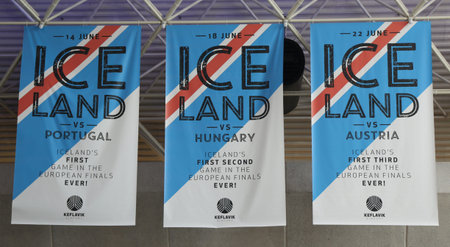 14 JUNE
ICE
LAND
VS
PORTUGAL
ICELAND'S
FIRST
GAME IN THE
EUROPEAN FINALS
EVER!
KEFLAVIK
18 JUNE
ICE
LAND
VS
HUNGARY
ICELAND'S
FIRST SECOND
GAME IN THE
EUROPEAN FINALS
EVER!
KEFLAVIK
22 JUNE
ICE
LAND
VS
AUSTRIA
ICELAND'S
FIRST THIRD
GAME IN THE
EUROPEAN FINALS
EVER!
KEFLAVIK